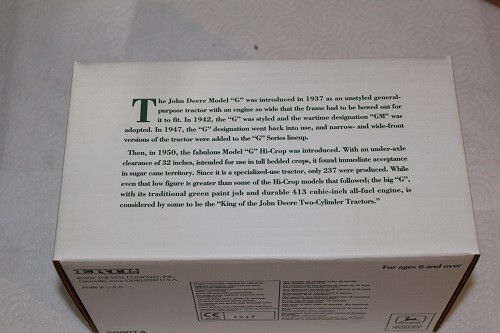 The John Deere Model "G" was introduced in 1937 as an unstyled general-
purpose tractor with an engine so wide that the frame had to be bowed out for
it to fit. In 1942, the "G" was styled and the wartime designation "GM" was
adopted. In 1947, the "G" designation went back into use, and narrow- and wide-front
versions of the tractor were added to the "G" Series lineup.
Then, in 1950, the fabulous Model "G" Hi-Crop was introduced. With an under-axle
clearance of 32 inches, intended for use in tall bedded crops, it found immediate acceptance
in sugar cane territory. Since it is a specialized-use tractor, only 237 were produced. While
even that low figure is greater than some of the Hi-Crop models that followed; the big "G",
with its traditional green paint job and durable 413 cubic-inch all-fuel engine, is
considered by some to be the "King of the John Deere Two-Cylinder Tractors."
ERTL
For ages 8 and over
Made in U.S.A.
CE